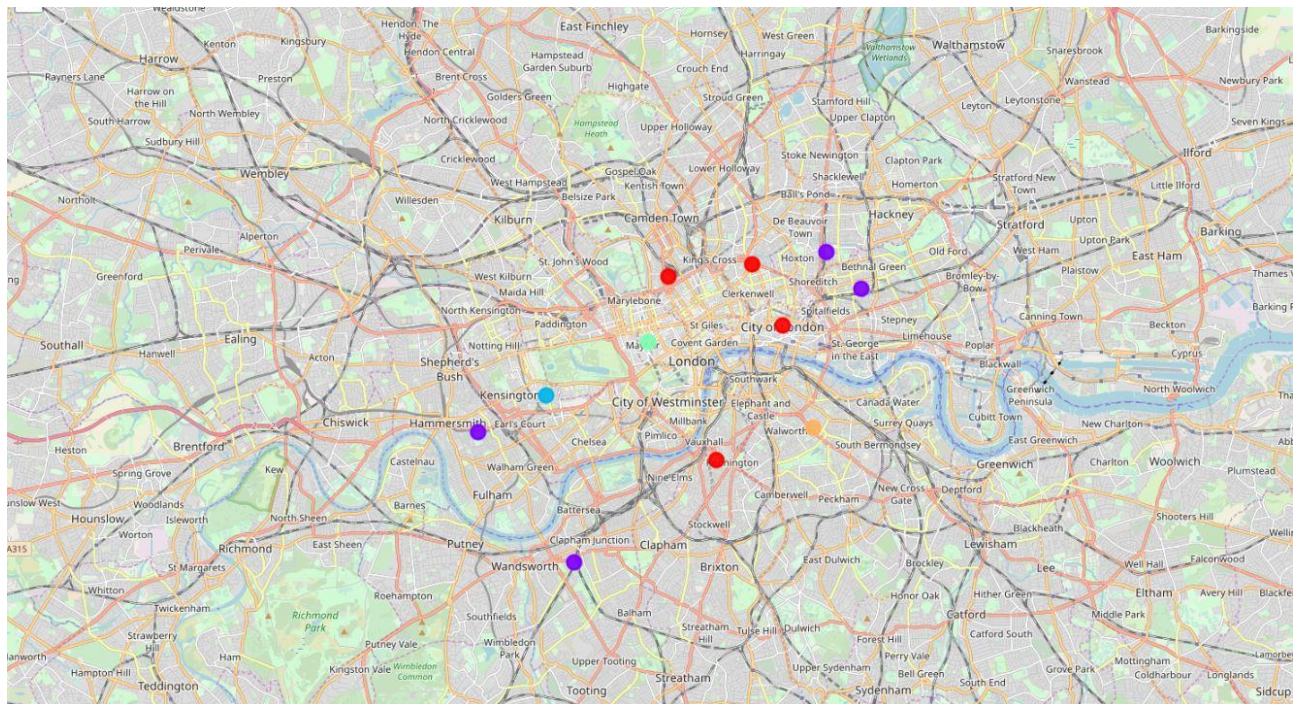 Wealdstone
Hendon, The
Hyde
East Finchley
Hornsey
West Green
Barkingside
Harrow
Kenton
Kingsbury
Hendon Central
Hampstead
Garden Suburb
Harringay
Walthamstow
Wetlands
Walthamstow
Snaresbrook
Rayners Lane
Preston
Brent Cross
Crouch End
Wanstead
Newbury Park
Harrow on
the Hill
Golders Green
Highgate
Stroud Green
Stamford Hill
Leyton
Leytonstone
South Harrow
North Wembley
North Cricklewood
Hampstead
Heath
Upper Holloway
Upper Clapton
Seven Kings
Sudbury Hill
Cricklewood
Stoke Newington
Clapton Park
Ilford
Wembley
West Hampstead
Gospel Oak
Kentish Town
Lower Holloway
Shacklewell
Homerton
Stratford New
Town
Little Ilford
Northolt
Willesden
Belsize Park
Ball's Pond
Kilburn
Camden Town
De Beauvoir
Town
Hackney
Stratford
Upton
Barking
Alperton
Perivale
St. John's Wood
King's Cross
Hoxton
Old Ford
West Ham
Upton Park
East Ham
Greenford
West Kilburn
Maida Hill
Bethnal Green
Bromley-by-
Bow
Plaistow
Thames V
Marylebone
Clerkenwell
Shoreditch
North Kensington
Paddington
St Giles
City of London
Spitalfields
Stepney
Canning Town
Beckton
Barking R
Southall
Hanwell
Ealing
Acton
Notting Hill
Covent Garden
St. George
in the East
Limehouse
Poplar
Cyprus
Shepherd's
Bush
London
Blackwall
Southwark
Greenwich
Peninsula
North Woolwich
Kensington
City of Westminster
Elephant and
Castle
Canada Water
Cubitt Town
Chiswick
Hammersmith
Earl's Court
Chelsea
Millbank
Walworth
Surrey Quays
New Charlton
Brentford
Pimlico
Vauxhall
South Bermondsey
East Greenwich
Heston
Castelnau
Walham Green
Greenwich
Charlton
Woolwich
Spring Grove
Kew
Nine Elms
Plumstead
Fulham
Camberwell
Peckham
New Cross
Gate
Deptford
Woodlands
Barnes
Battersea
Hounslow
Isleworth
North Sheen
Stockwell
Blackheath
Shooters Hill
Worton
A315
Richmond
East Sheen
Putney
Clapham Junction
Clapham
Lewisham
St Margarets
Wandsworth
Brixton
East Dulwich
Brockley
Lee
Well Hall
Falconwood
Whitton
Roehampton
Honor Oak
Hither Green
Eltham
Avery Hill
Twickenham
Richmond
Park
Southfields
Balham
Catford
Middle Park
Strawberry
Hill
Putney Vale
Wimbledon
Park
Streatham
Hill
Tulse Hill
Dulwich
Forest Hill
Catford South
Ham
Perry Vale
Hampton Hill
Kingston Vale
Wimbledon
Common
Upper Tooting
Upper Sydenham
Bell Green
Grove Park
Mottingham
Coldharbour
Longlands
Teddington
Tooting
Streatham
Sydenham
South End
Sidcup